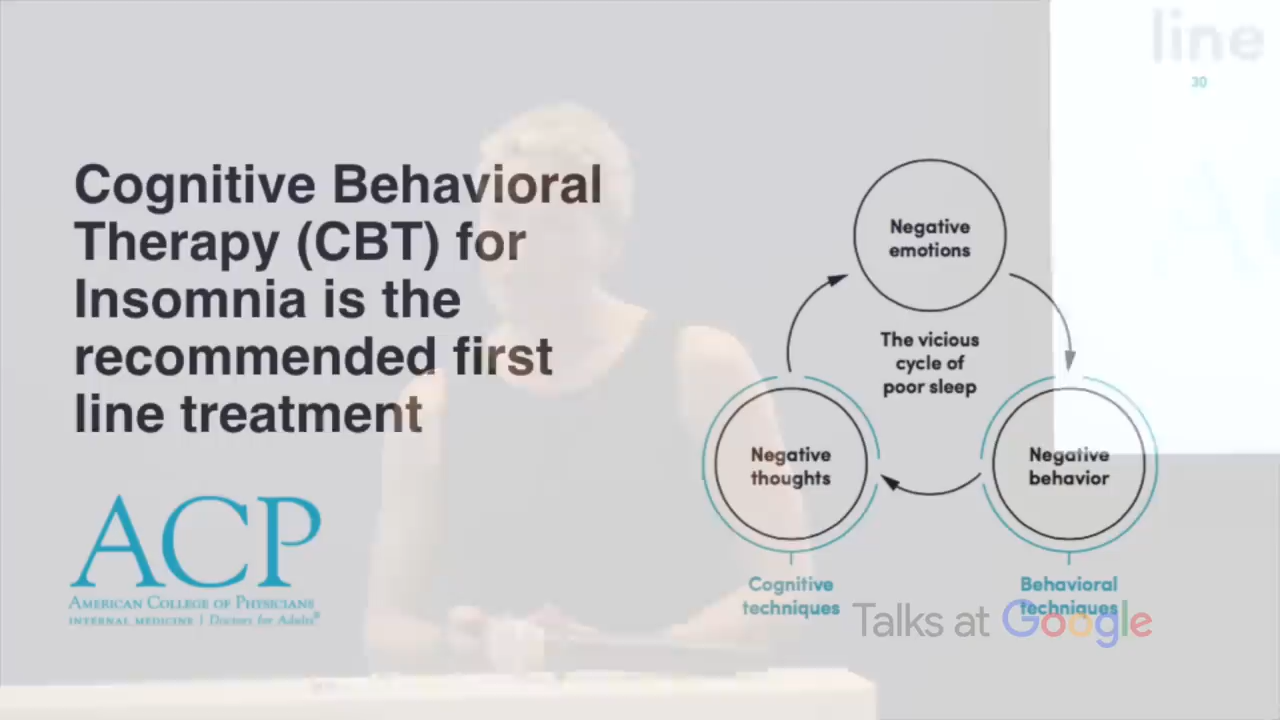 line
30
Cognitive Behavioral
Therapy (CBT) for
Insomnia is the
recommended first
line treatment
ACP
AMERICAN COLLEGE OF PHYSICIANS
INTERNAL MEDICINE | Doctors for Adults®
Negative
emotions
The vicious
cycle of
poor sleep
Negative
thoughts
Negative
behavior
Cognitive
techniques
Behavioral
techniques
Talks at Google